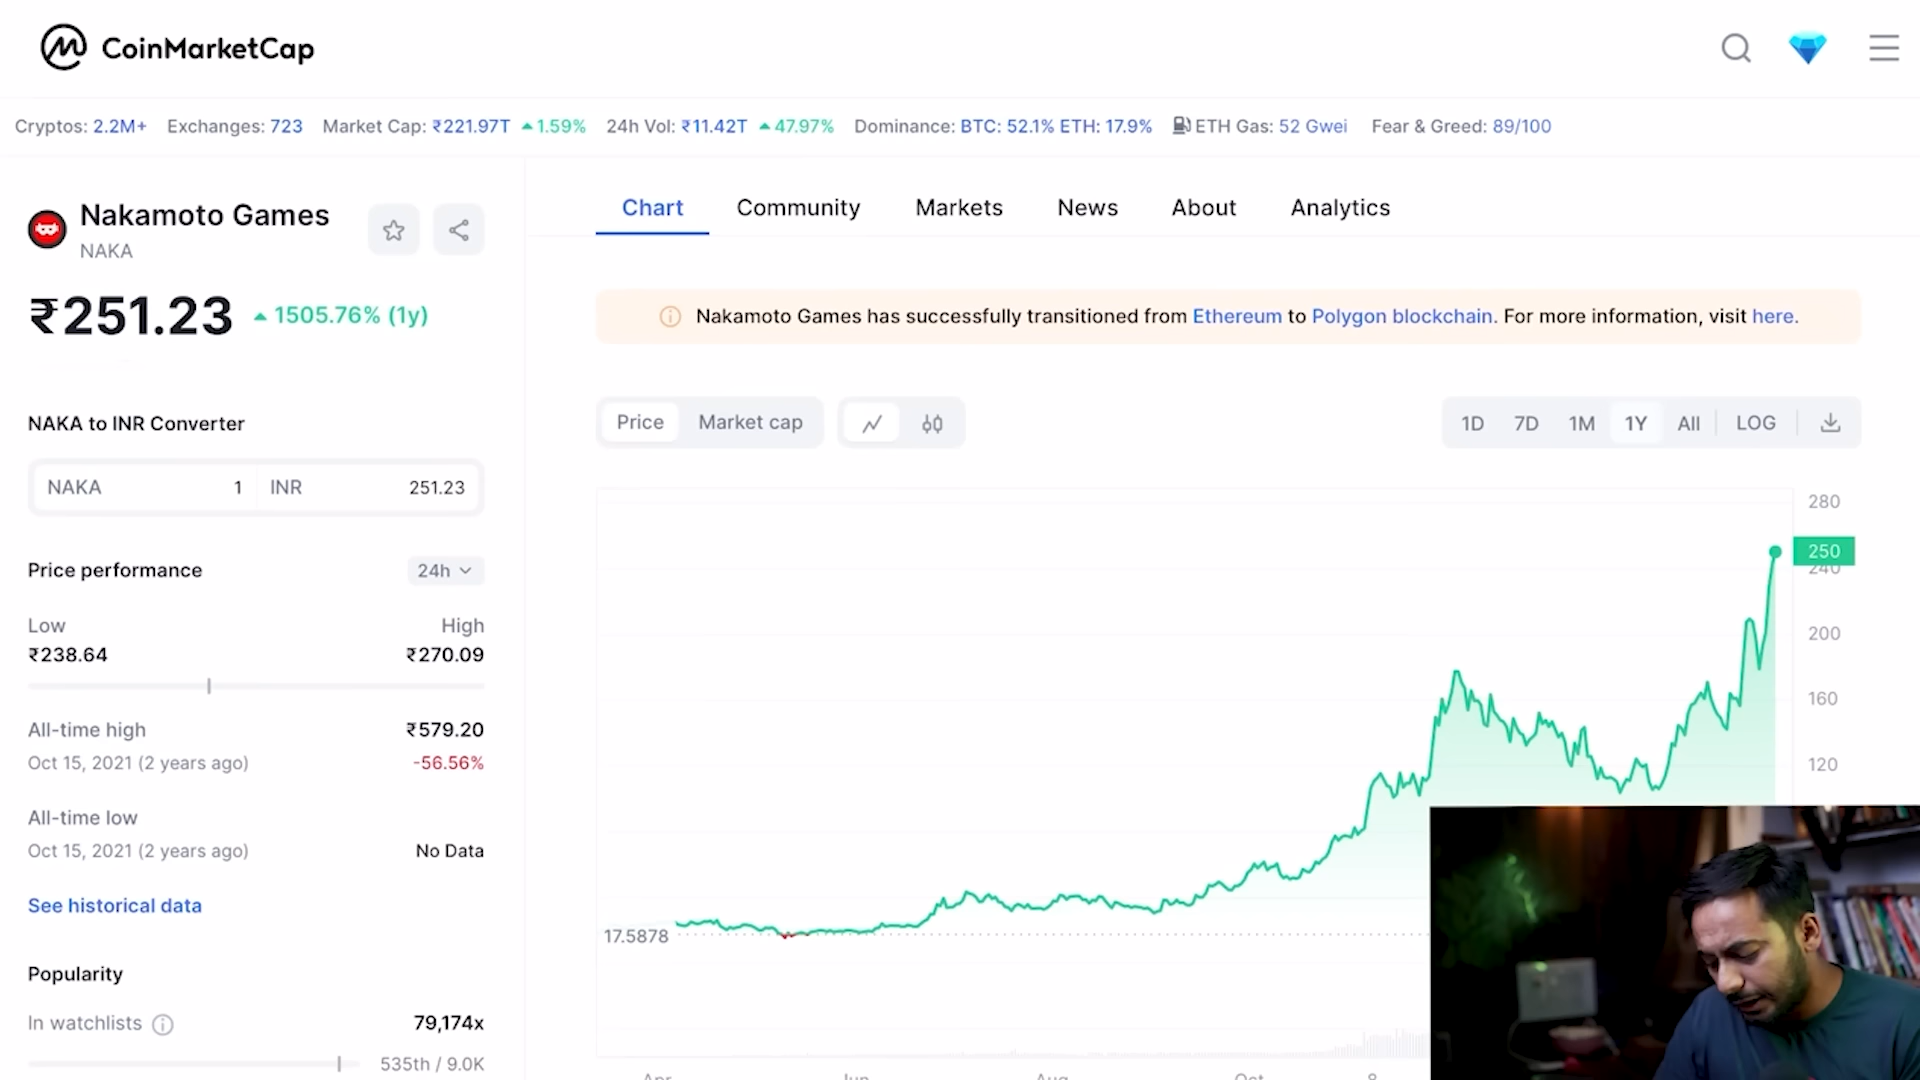 CoinMarketCap
Cryptos: 2.2M+ Exchanges: 723 Market Cap: ₹221.97T 1.59% 24h Vol: ₹11.42T 47.97% Dominance: BTC: 52.1% ETH: 17.9% ETH Gas: 52 Gwei Fear & Greed: 89/100
Nakamoto Games
NAKA
₹251.23 1505.76% (1y)
NAKA to INR Converter
NAKA 1 INR 251.23
Price performance 24h
Low High
₹238.64 ₹270.09
All-time high ₹579.20
Oct 15, 2021 (2 years ago) -56.56%
All-time low
Oct 15, 2021 (2 years ago) No Data
See historical data
Popularity
In watchlists 79,174x
535th / 9.0K
Chart Community Markets News About Analytics
Nakamoto Games has successfully transitioned from Ethereum to Polygon blockchain. For more information, visit here.
Price Market cap 1D 7D 1M 1Y All LOG
280
250
240
200
160
120
17.5878
Apr Jun Aug Oct 8